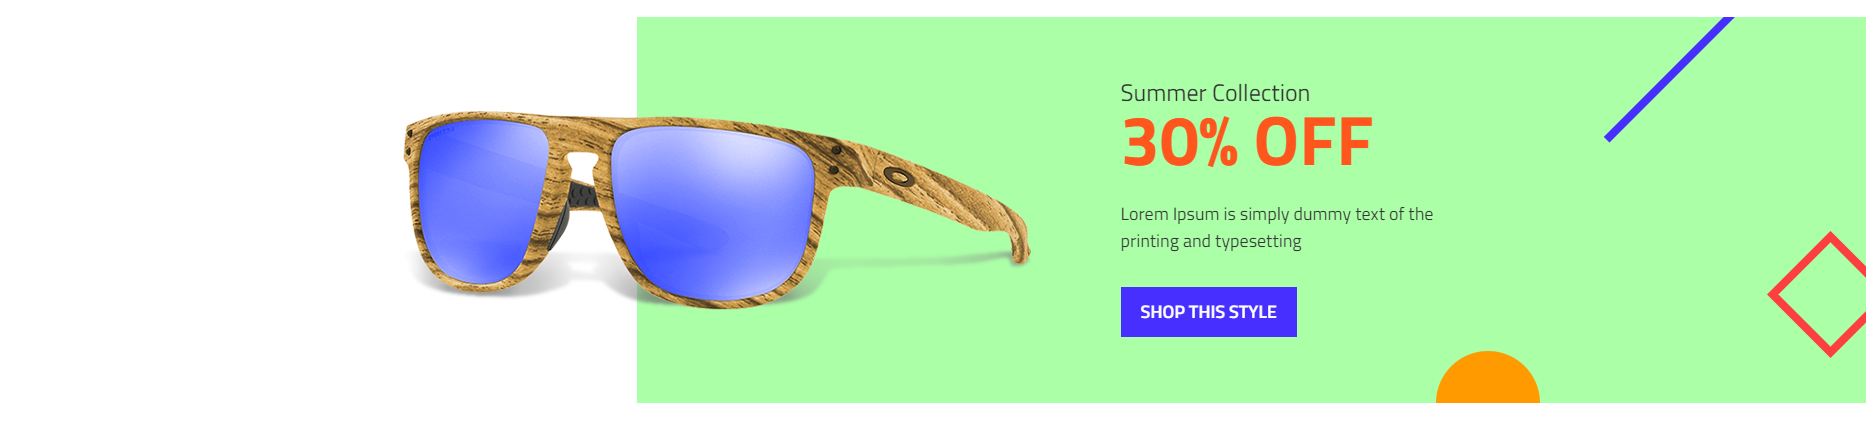 Summer Collection
30% OFF
Lorem Ipsum is simply dummy text of the
printing and typesetting
SHOP THIS STYLE